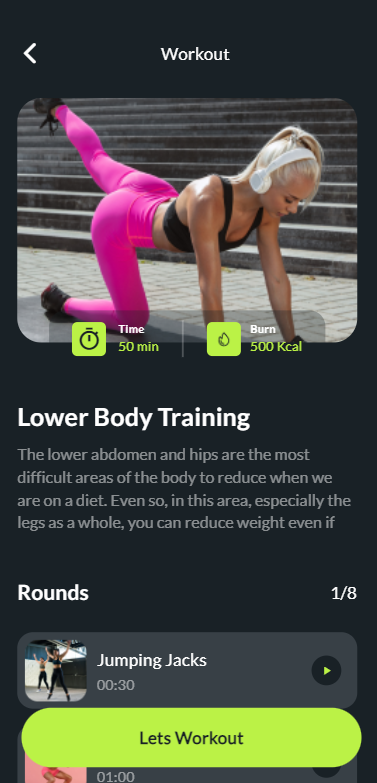 Workout
Time
50 min
Burn
500 Kcal
Lower Body Training
The lower abdomen and hips are the most
difficult areas of the body to reduce when we
are on a diet. Even so, in this area, especially the
legs as a whole, you can reduce weight even if
Rounds
1/8
Jumping Jacks
00:30
Lets Workout
01:00